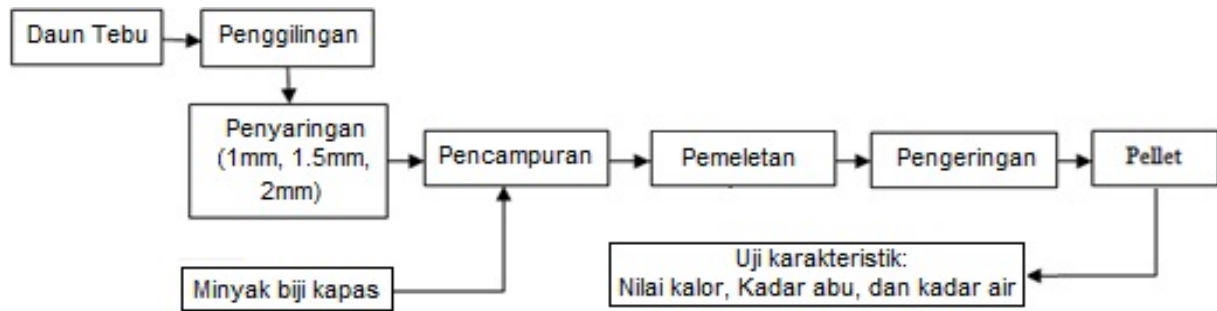 Daun Tebu
Penggilingan
Penyaringan
(1mm, 1.5mm,
2mm)
Pencampuran
Pemeletan
Pengeringan
Pellet
Minyak biji kapas
Uji karakteristik:
Nilai kalor, Kadar abu, dan kadar air